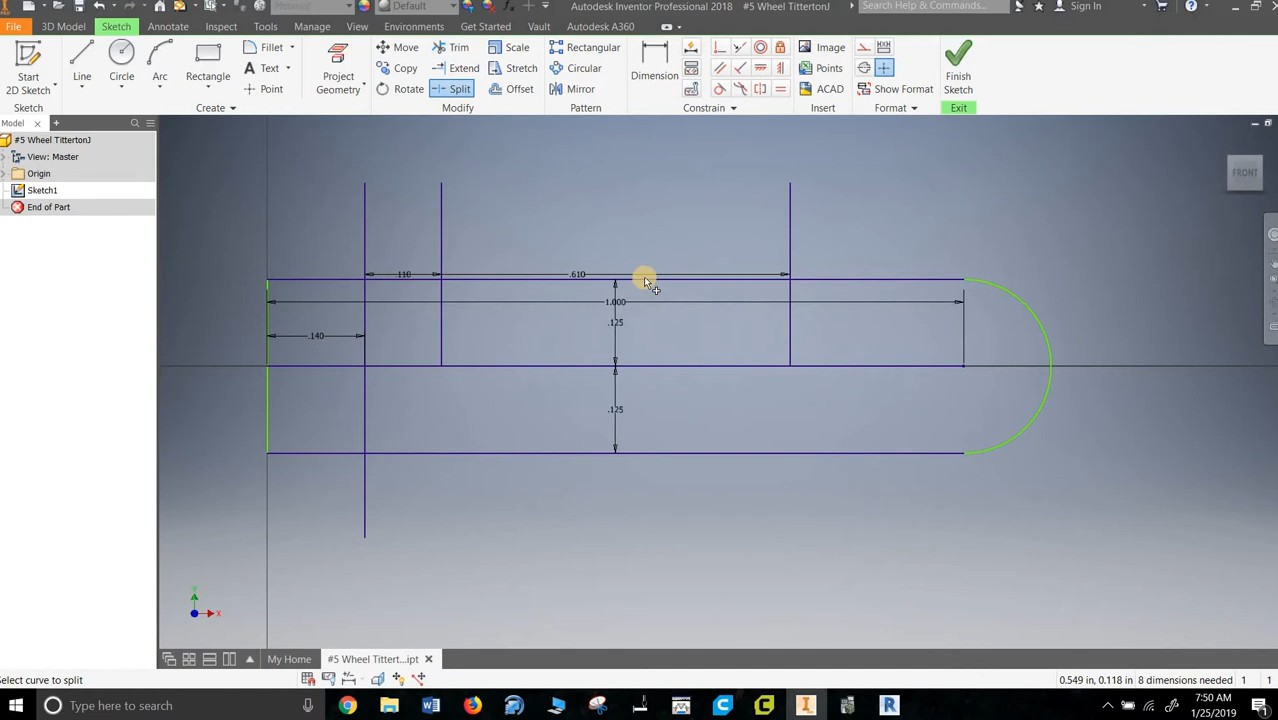 Material
Default
Autodesk Inventor Professional 2018
#5 Wheel TittertonJ
Search Help & Commands...
Sign In
File
3D Model
Sketch
Annotate
Inspect
Tools
Manage
View
Environments
Get Started
Vault
Autodesk A360
Start
2D Sketch
Line
Circle
Arc
Rectangle
Fillet
Text
Point
Project
Geometry
Move
Copy
Rotate
Trim
Extend
Split
Scale
Stretch
Offset
Rectangular
Circular
Mirror
Dimension
Image
Points
ACAD
Show Format
Finish
Sketch
Sketch
Create
Modify
Pattern
Constrain
Insert
Format
Exit
Model
#5 Wheel TittertonJ
View: Master
Origin
Sketch1
End of Part
FRONT
.110
.610
1.000
.125
.140
.125
Y
X
My Home
#5 Wheel Tittert...ipt
Select curve to split
0.549 in, 0.118 in
8 dimensions needed
1
1
Type here to search
7:50 AM
1/25/2019